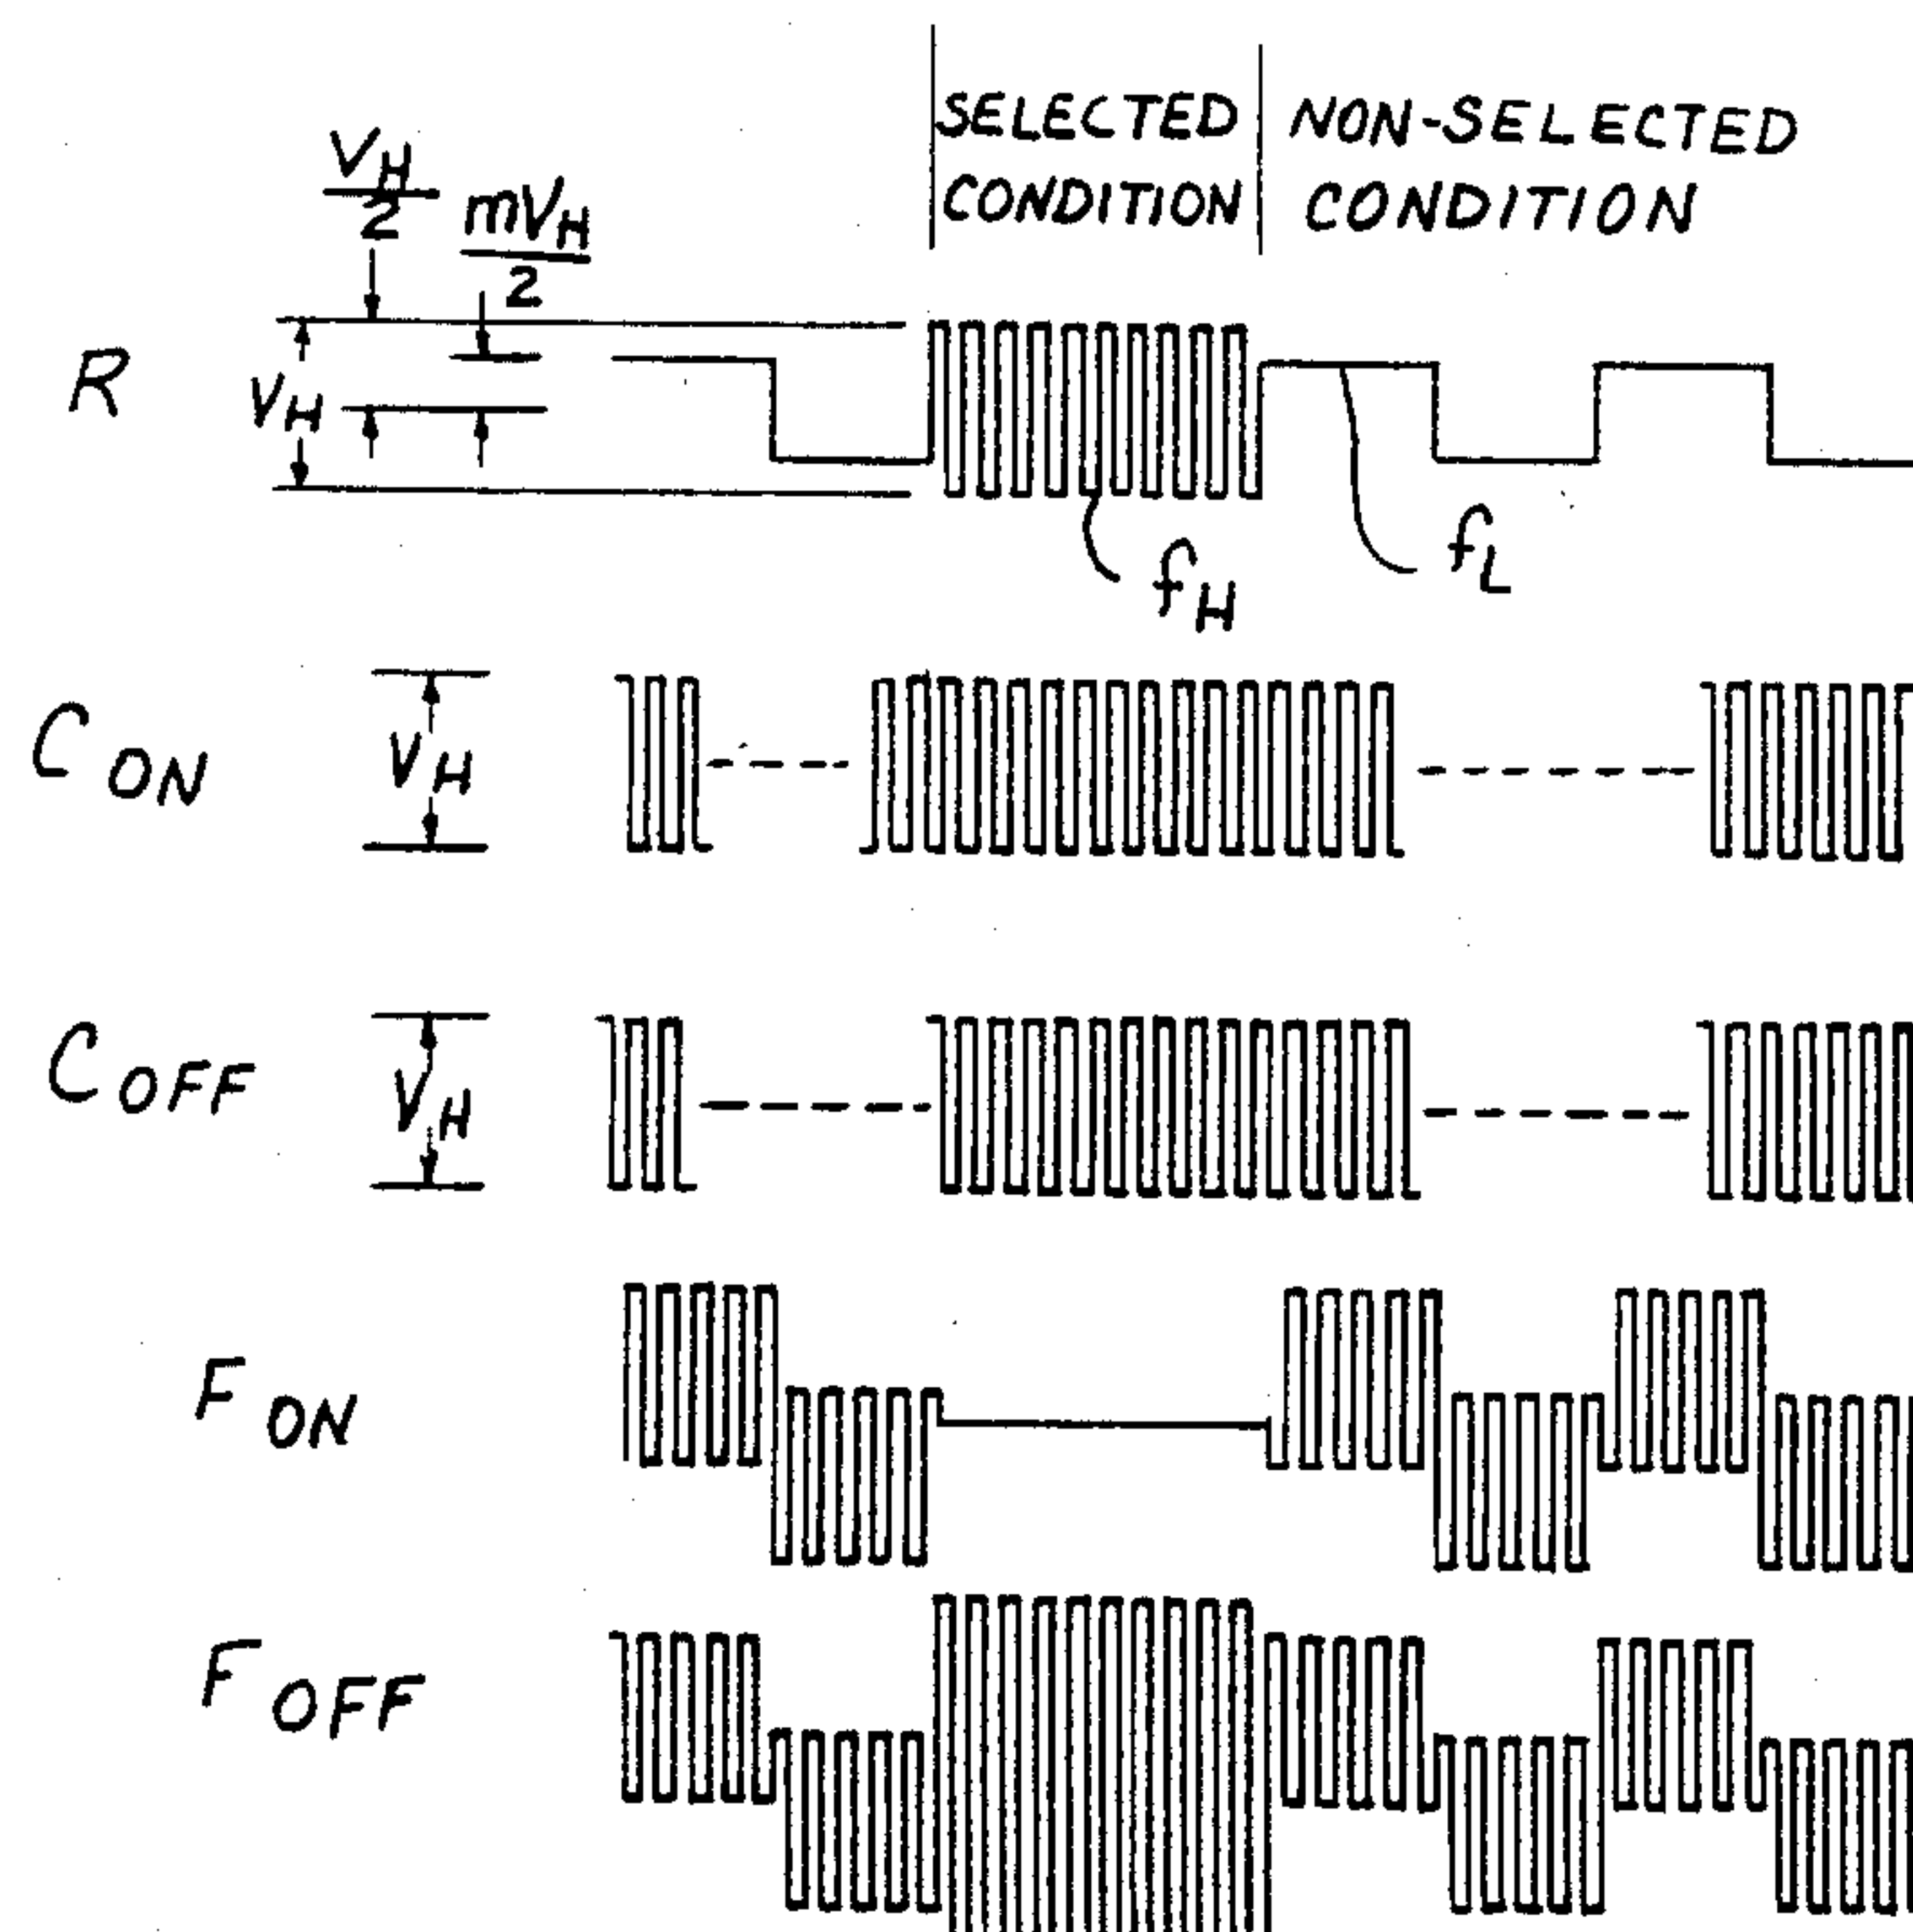 SELECTED NON-SELECTED
CONDITION CONDITION
VH/2
mVH/2
R
VH
fH
fL
CON
VH
COFF
VH
FON
FOFF